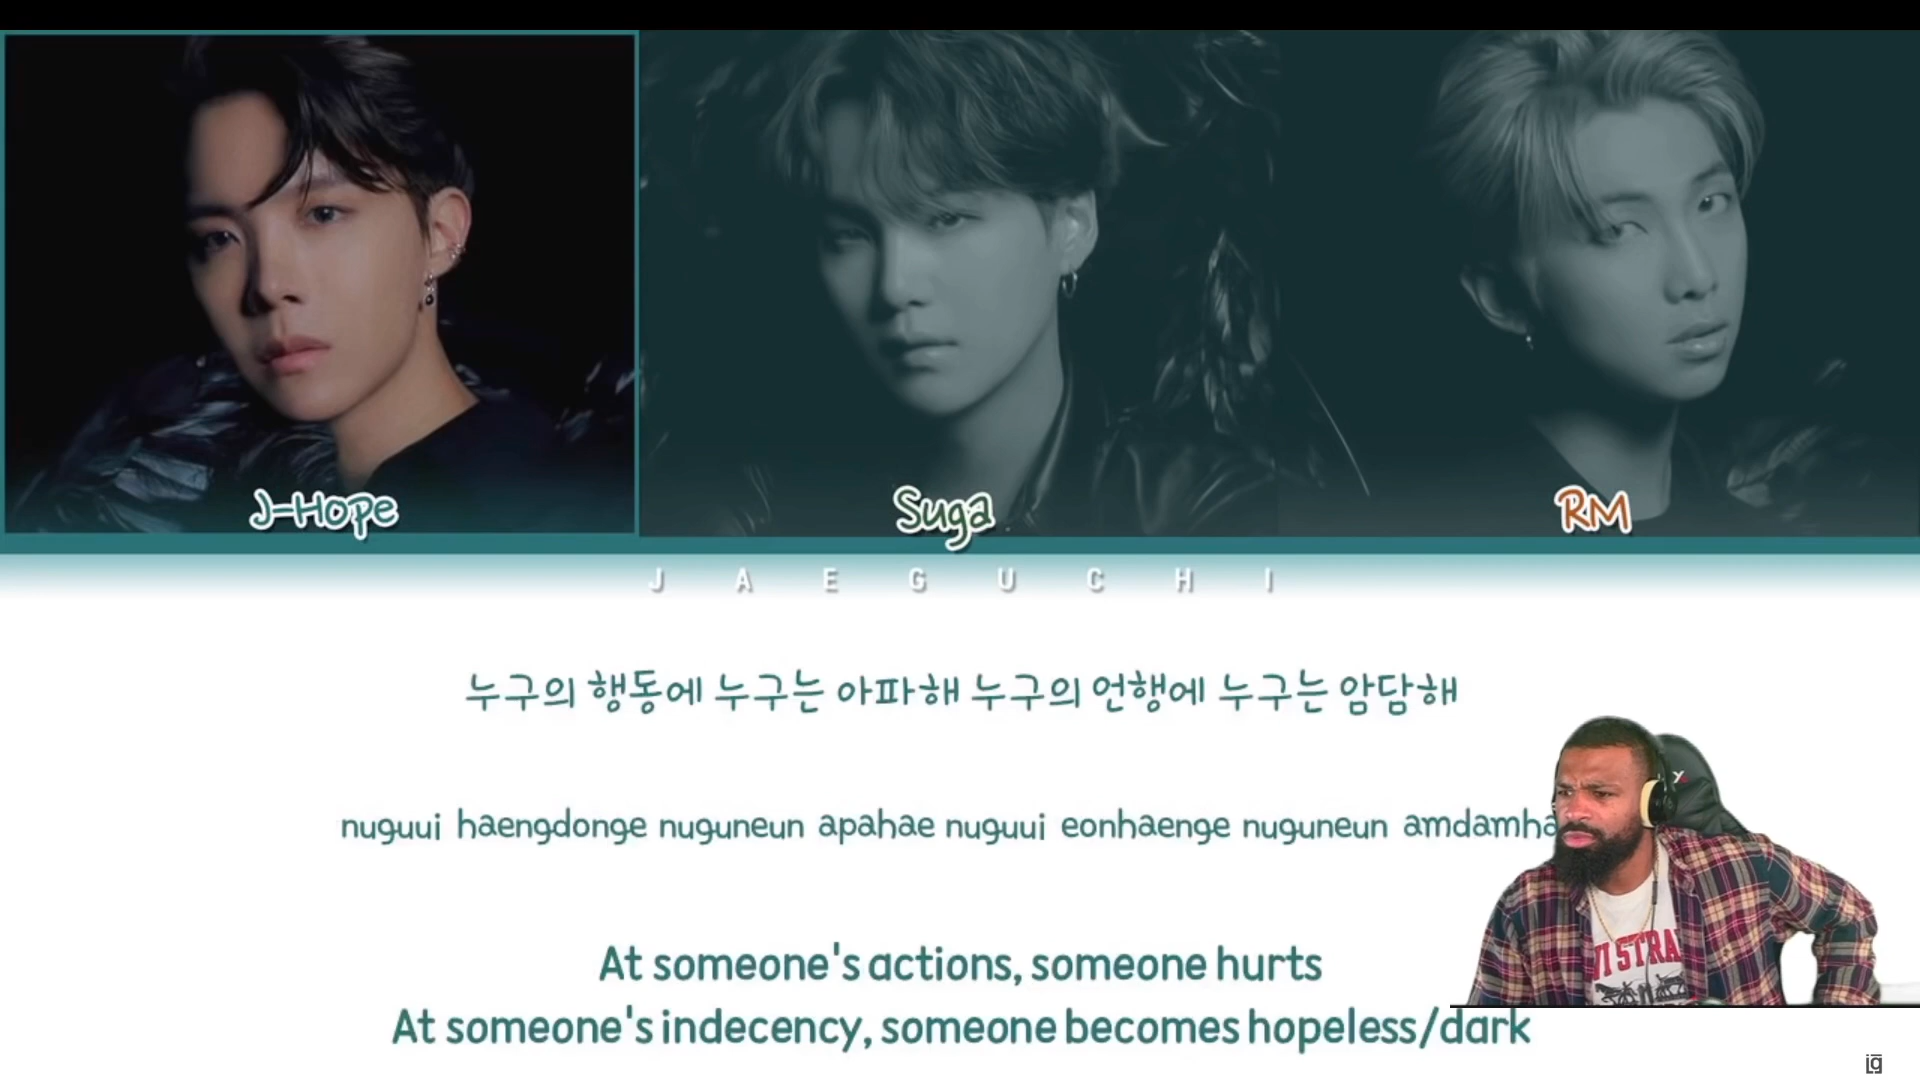 J-Hope
Suga
RM
JAEGUCHI
누구의 행동에 누구는 아파해 누구의 언행에 누구는 암담해
nuguui haengdonge nuguneun apahae nuguui eonhaenge nuguneun amdamha
At someone's actions, someone hurts
At someone's indecency, someone becomes hopeless/dark